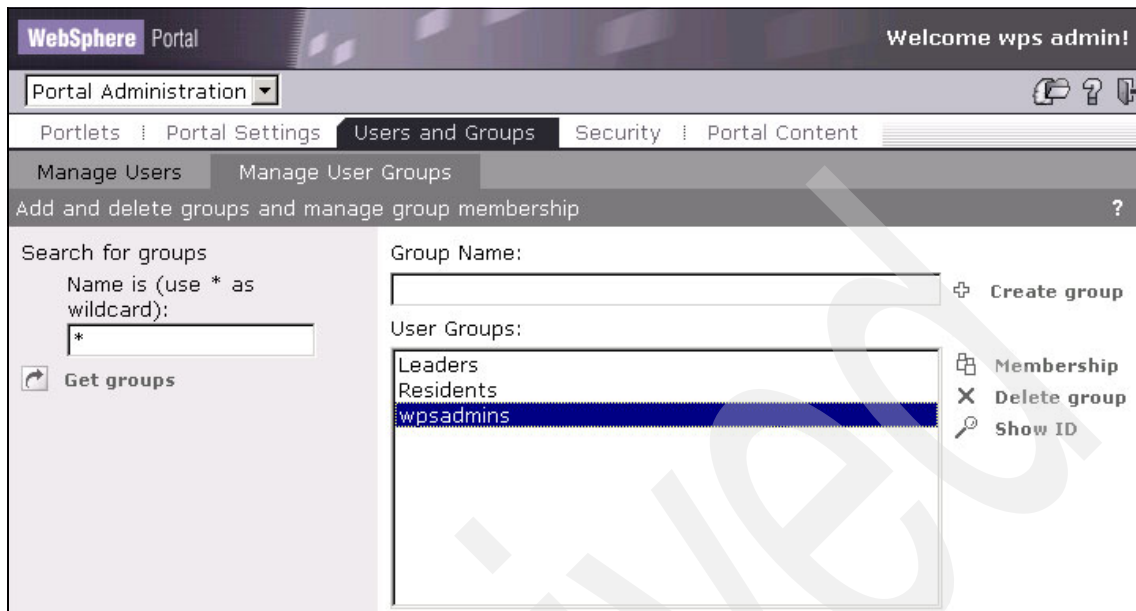 WebSphere Portal
Welcome wps admin!
Portal Administration
?
Portlets Portal Settings Users and Groups Security Portal Content
Manage Users Manage User Groups
Add and delete groups and manage group membership ?
Search for groups
Name is (use * as
wildcard):
*
Get groups
Group Name:
Create group
User Groups:
Leaders
Residents
wpsadmins
Membership
Delete group
Show ID